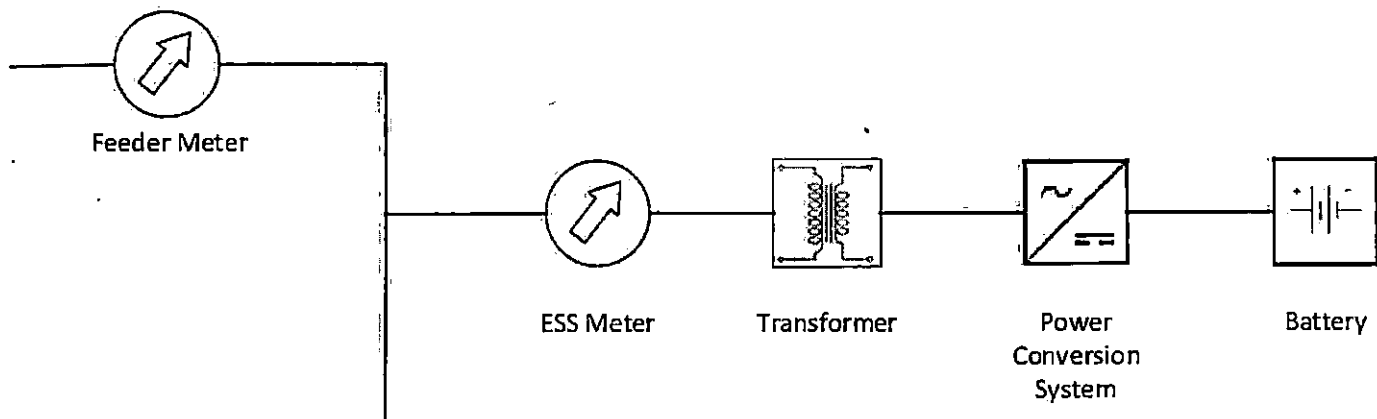 Feeder Meter
ESS Meter
Transformer
Power
Conversion
System
Battery